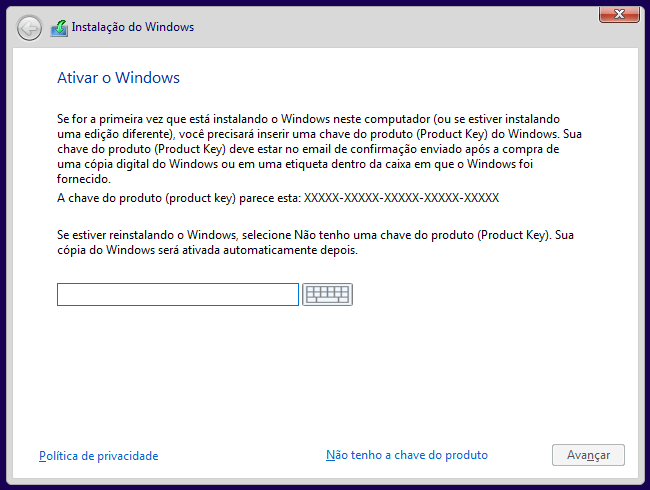 Instalação do Windows
Ativar o Windows
Se for a primeira vez que está instalando o Windows neste computador (ou se estiver instalando
uma edição diferente), você precisará inserir uma chave do produto (Product Key) do Windows. Sua
chave do produto (Product Key) deve estar no email de confirmação enviado após a compra de
uma cópia digital do Windows ou em uma etiqueta dentro da caixa em que o Windows foi
fornecido.
A chave do produto (product key) parece esta: XXXXX-XXXXX-XXXXX-XXXXX-XXXXX
Se estiver reinstalando o Windows, selecione Não tenho uma chave do produto (Product Key). Sua
cópia do Windows será ativada automaticamente depois.
Política de privacidade
Não tenho a chave do produto
Avançar